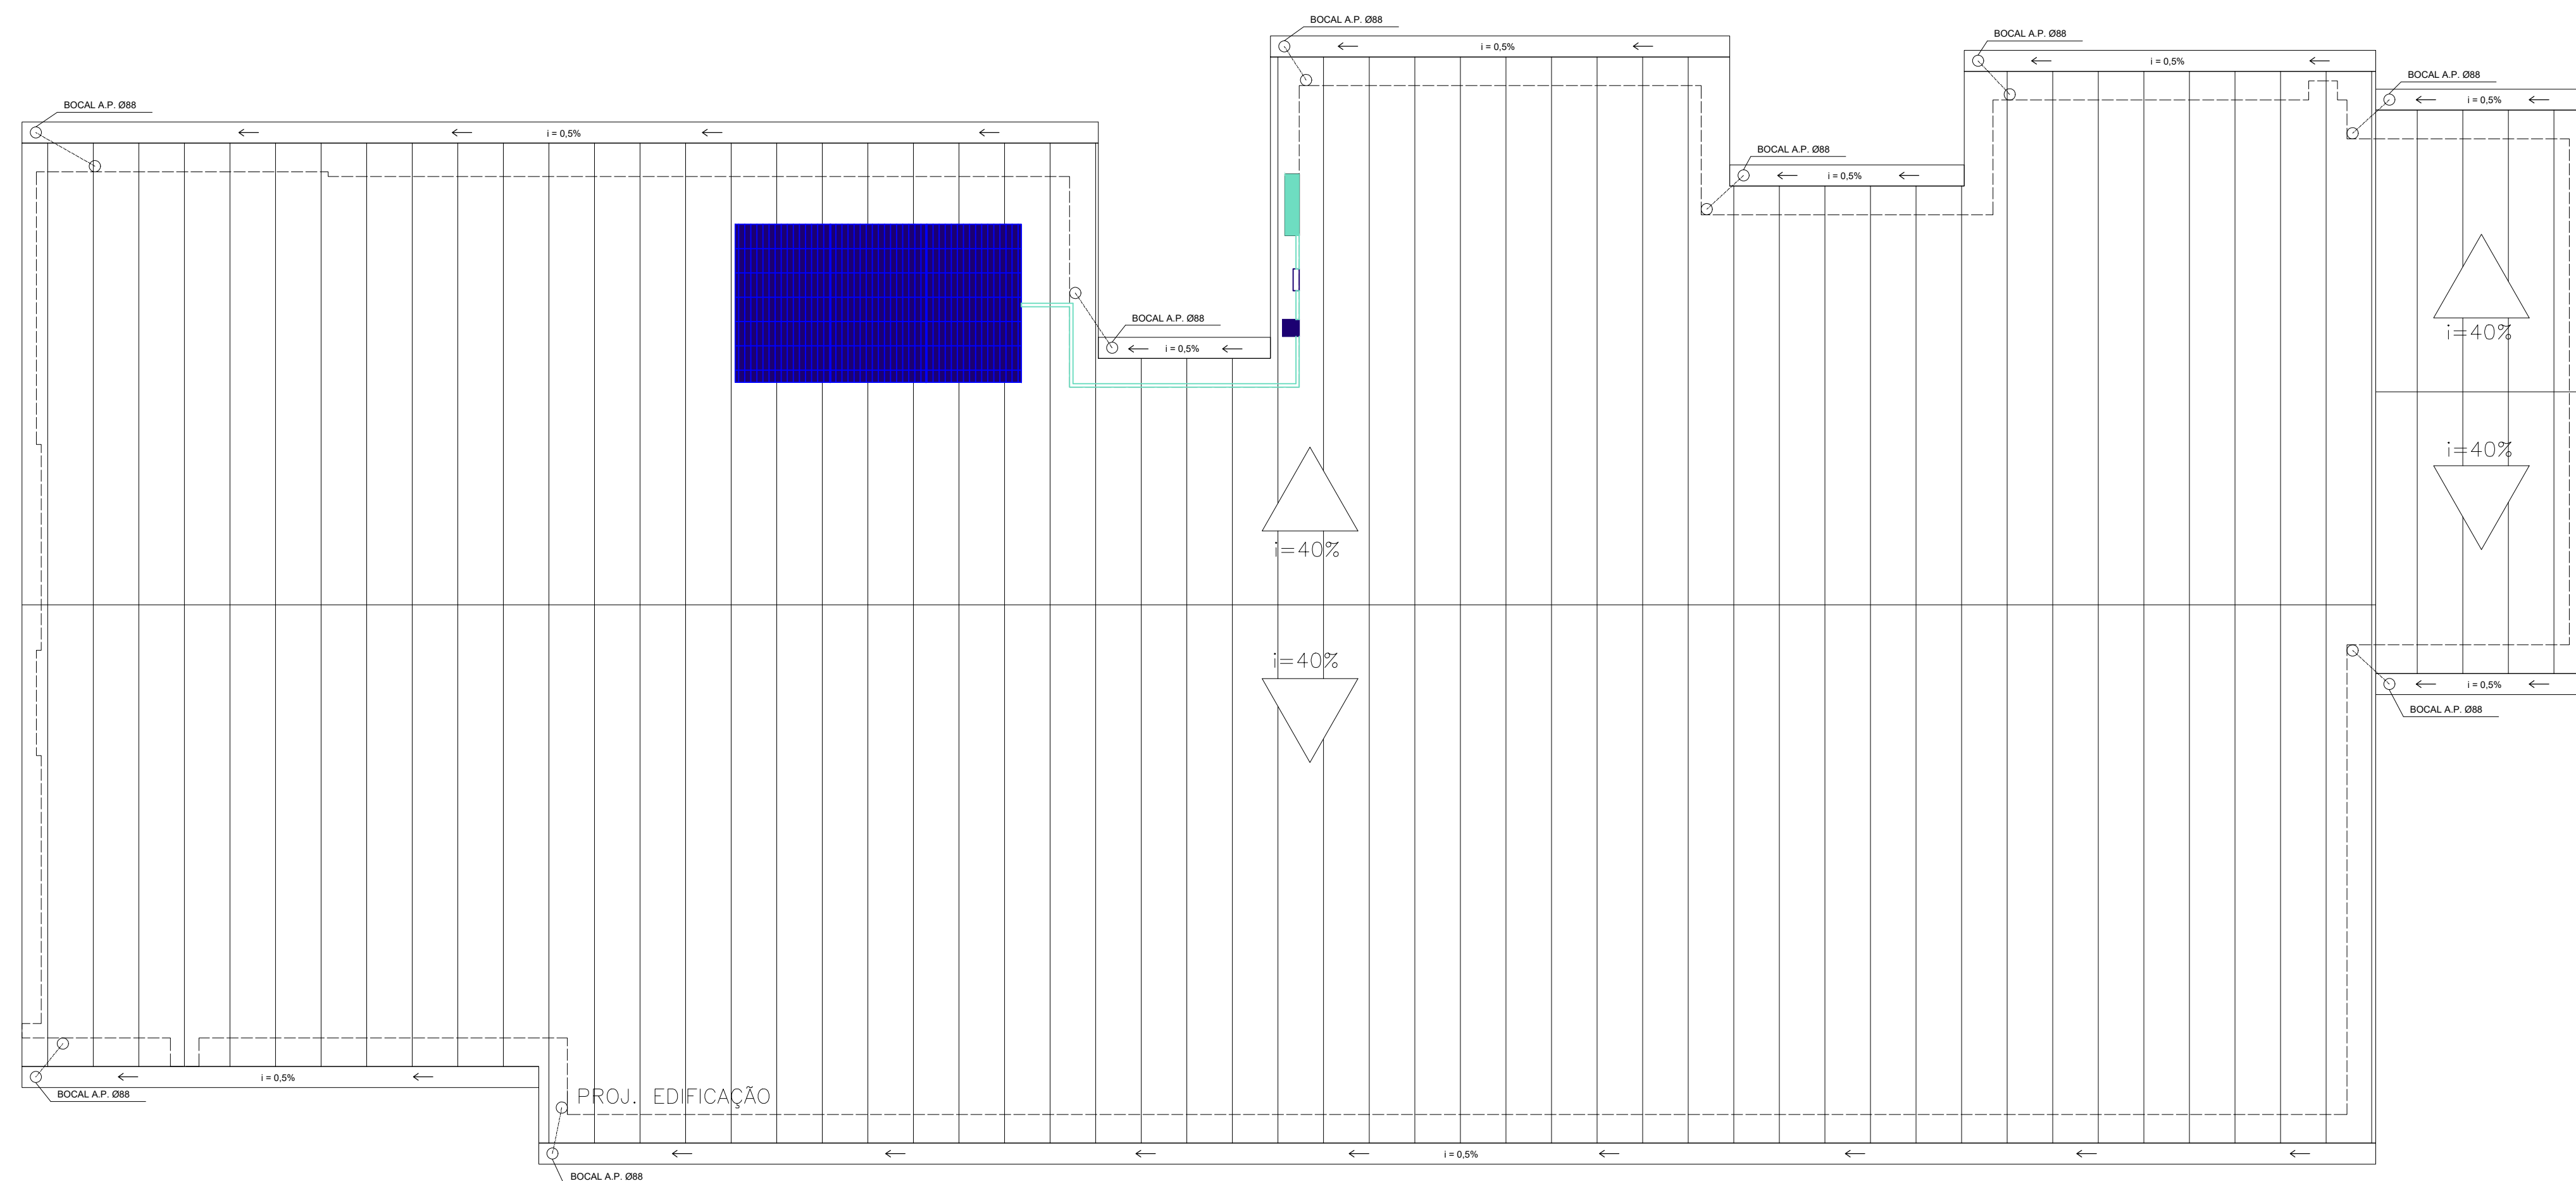 BOCAL A.P. Ø88
i = 0,5%
BOCAL A.P. Ø88
i = 0,5%
BOCAL A.P. Ø88
i = 0,5%
BOCAL A.P. Ø88
i = 0,5%
BOCAL A.P. Ø88
i = 0,5%
BOCAL A.P. Ø88
i = 0,5%
i=40%
i=40%
i=40%
i=40%
i = 0,5%
BOCAL A.P. Ø88
i = 0,5%
BOCAL A.P. Ø88
PROJ. EDIFICAÇÃO
i = 0,5%
BOCAL A.P. Ø88